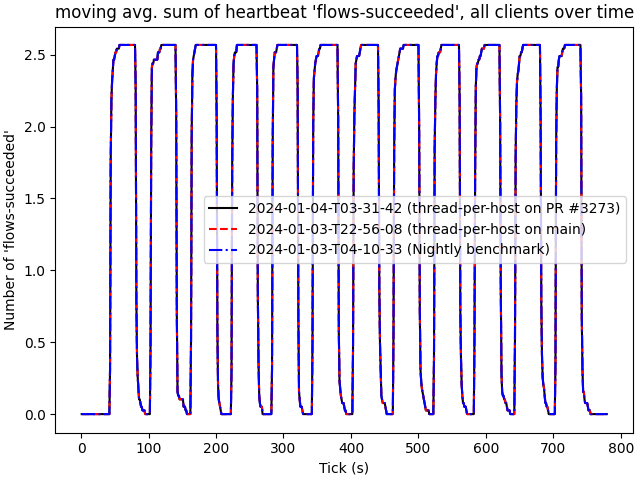 moving avg. sum of heartbeat 'flows-succeeded', all clients over time
Number of 'flows-succeeded'
2.5
2.0
1.5
1.0
0.5
0.0
2024-01-04-T03-31-42 (thread-per-host on PR #3273)
2024-01-03-T22-56-08 (thread-per-host on main)
2024-01-03-T04-10-33 (Nightly benchmark)
0 100 200 300 400 500 600 700 800
Tick (s)